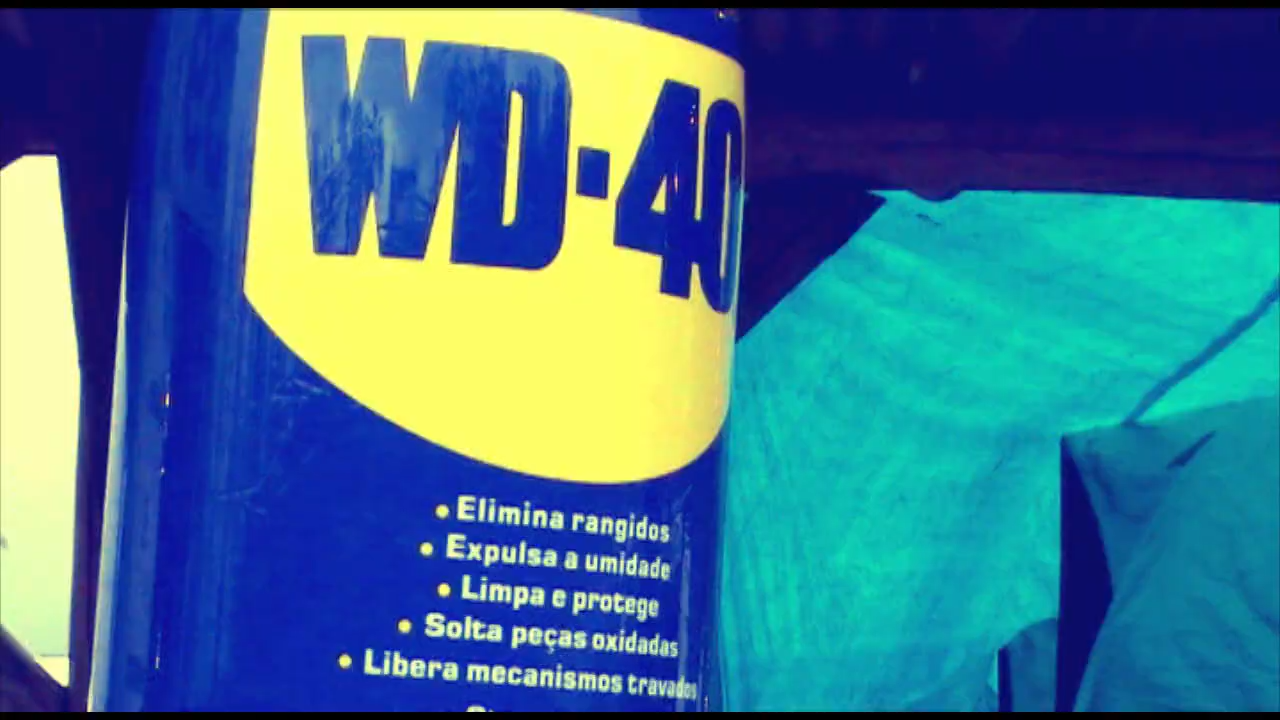 WD-40
• Elimina rangidos
• Expulsa a umidade
• Limpa e protege
• Solta peças oxidadas
• Libera mecanismos travados